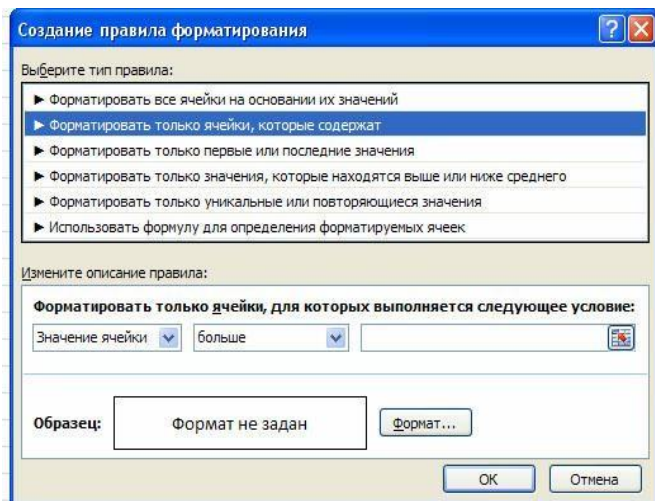 Создание правила форматирования
Выберите тип правила:
► Форматировать все ячейки на основании их значений
► Форматировать только ячейки, которые содержат
► Форматировать только первые или последние значения
► Форматировать только значения, которые находятся выше или ниже среднего
► Форматировать только уникальные или повторяющиеся значения
► Использовать формулу для определения форматируемых ячеек
Измените описание правила:
Форматировать только ячейки, для которых выполняется следующее условие:
Значение ячейки больше
Образец: Формат не задан Формат...
ОК Отмена